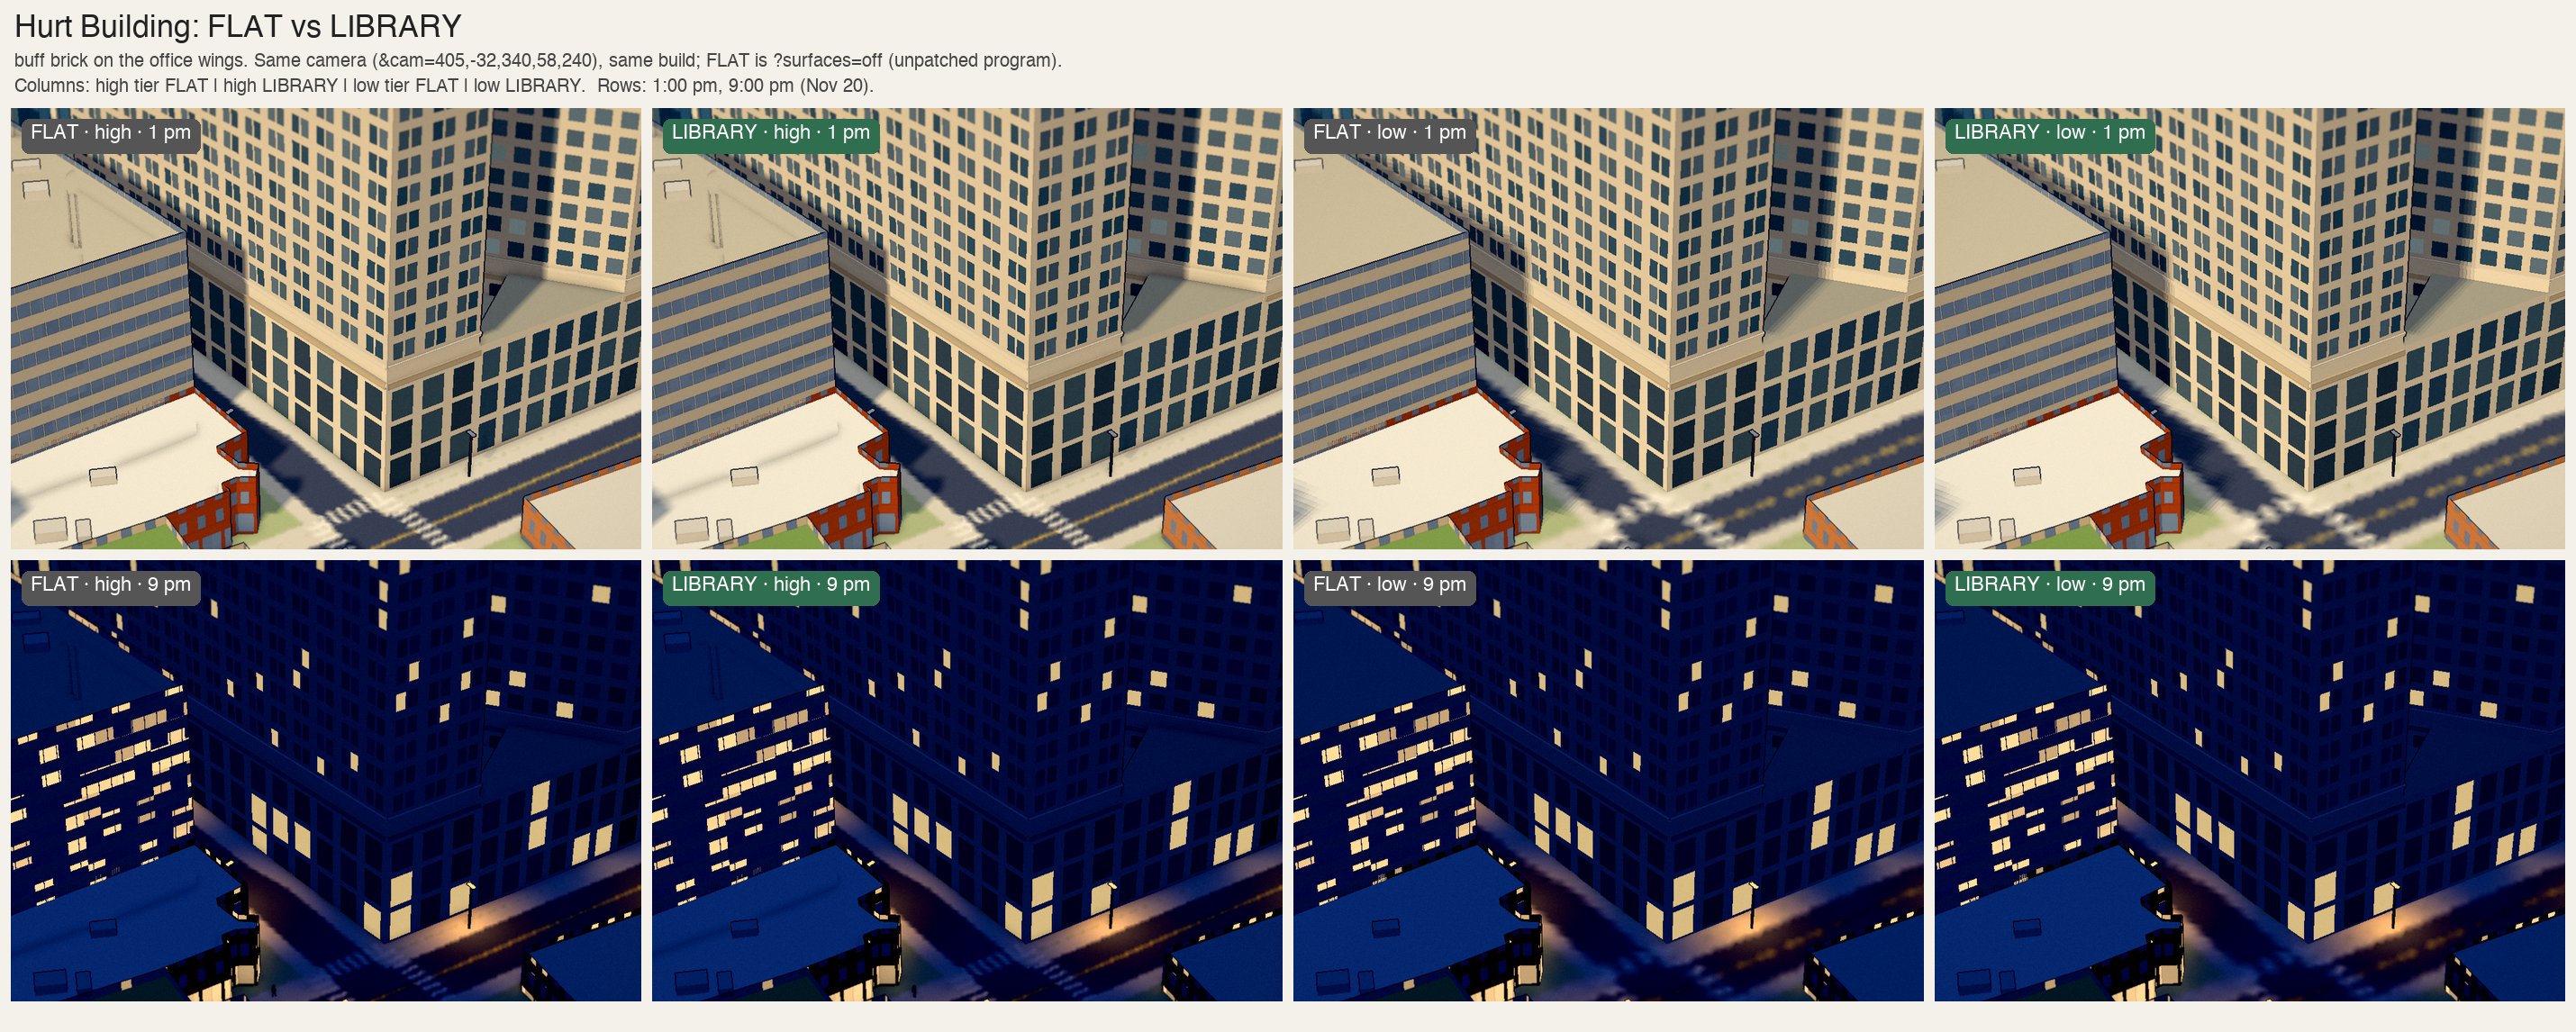 Hurt Building: FLAT vs LIBRARY
buff brick on the office wings. Same camera (&cam=405,-32,340,58,240), same build; FLAT is ?surfaces=off (unpatched program).
Columns: high tier FLAT | high LIBRARY | low tier FLAT | low LIBRARY.  Rows: 1:00 pm, 9:00 pm (Nov 20).
FLAT · high · 1 pm
LIBRARY · high · 1 pm
FLAT · low · 1 pm
LIBRARY · low · 1 pm
FLAT · high · 9 pm
LIBRARY · high · 9 pm
FLAT · low · 9 pm
LIBRARY · low · 9 pm